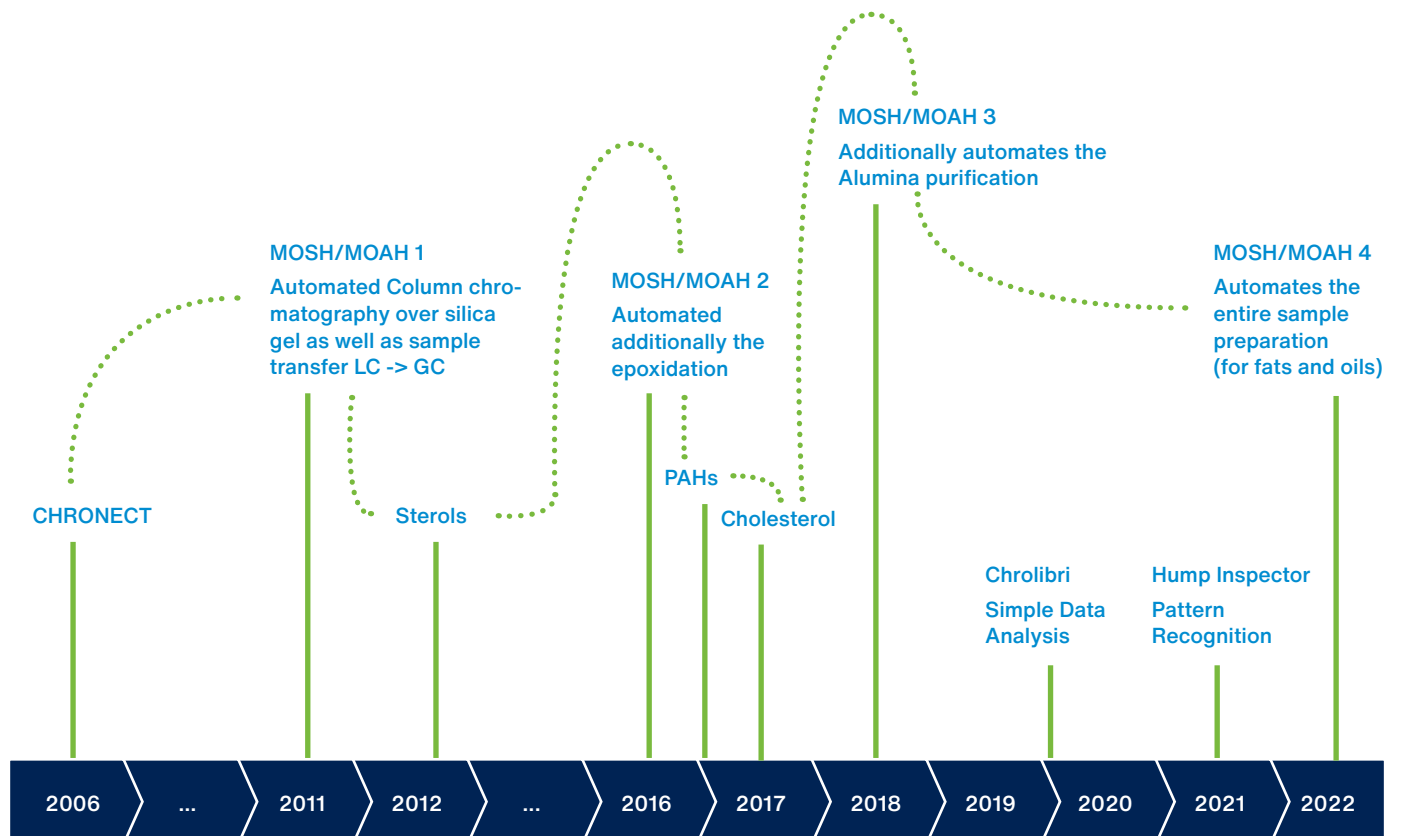 MOSH/MOAH 3
Additionally automates the
Alumina purification
MOSH/MOAH 1
Automated Column chro-
matography over silica
gel as well as sample
transfer LC -> GC
MOSH/MOAH 2
Automated
additionally the
epoxidation
MOSH/MOAH 4
Automates the
entire sample
preparation
(for fats and oils)
CHRONECT
Sterols
PAHs
Cholesterol
Chrolibri
Simple Data
Analysis
Hump Inspector
Pattern
Recognition
2006
...
2011
2012
...
2016
2017
2018
2019
2020
2021
2022